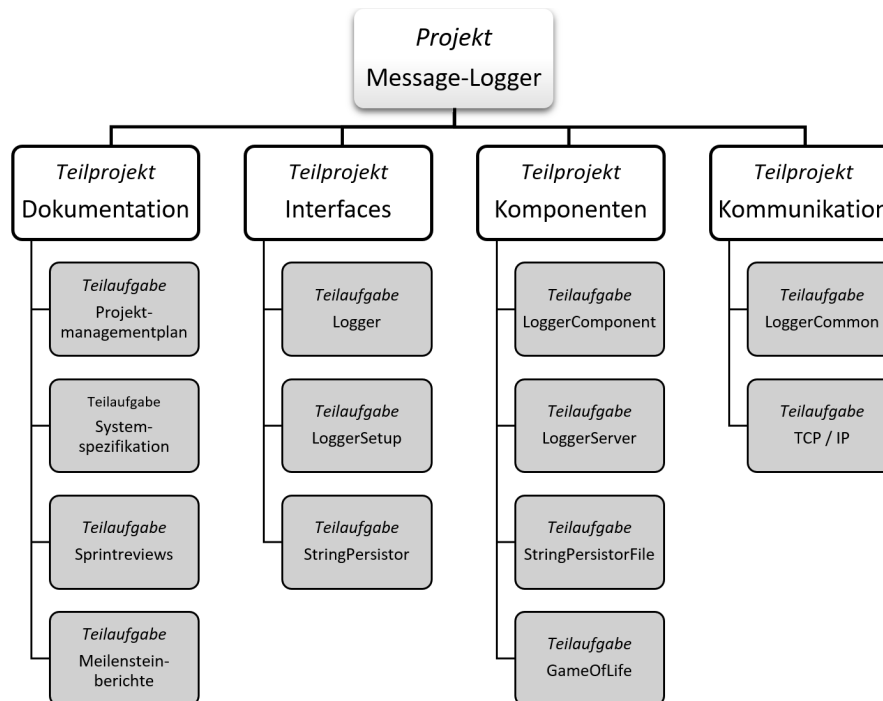 Projekt
Message-Logger
Teilprojekt
Dokumentation
Teilprojekt
Interfaces
Teilprojekt
Komponenten
Teilprojekt
Kommunikation
Teilaufgabe
Projekt-
managementplan
Teilaufgabe
System-
spezifikation
Teilaufgabe
Sprintreviews
Teilaufgabe
Meilenstein-
berichte
Teilaufgabe
Logger
Teilaufgabe
LoggerSetup
Teilaufgabe
StringPersistor
Teilaufgabe
LoggerComponent
Teilaufgabe
LoggerServer
Teilaufgabe
StringPersistorFile
Teilaufgabe
GameOfLife
Teilaufgabe
LoggerCommon
Teilaufgabe
TCP / IP